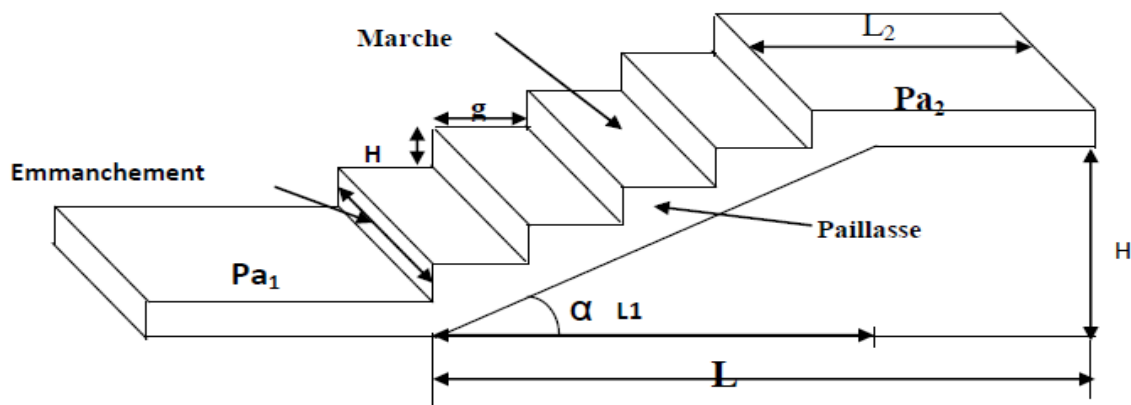 L₂
Marche
Pa₂
g
H
Emmanchement
Paillasse
H
Pa₁
α L1
L